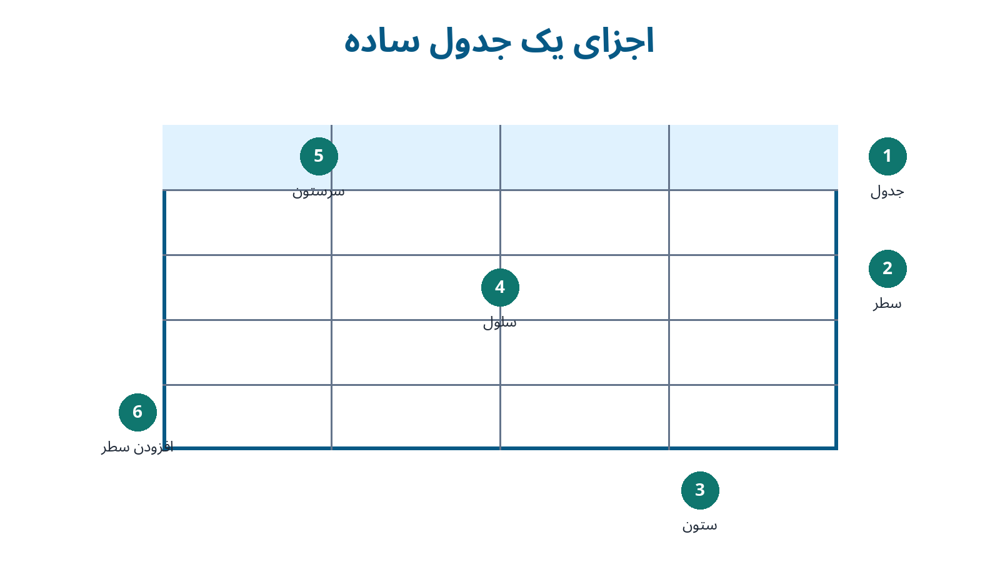 اجزای یک جدول ساده
1
جدول
5
سرستون
2
سطر
4
سلول
6
افزودن سطر
3
ستون